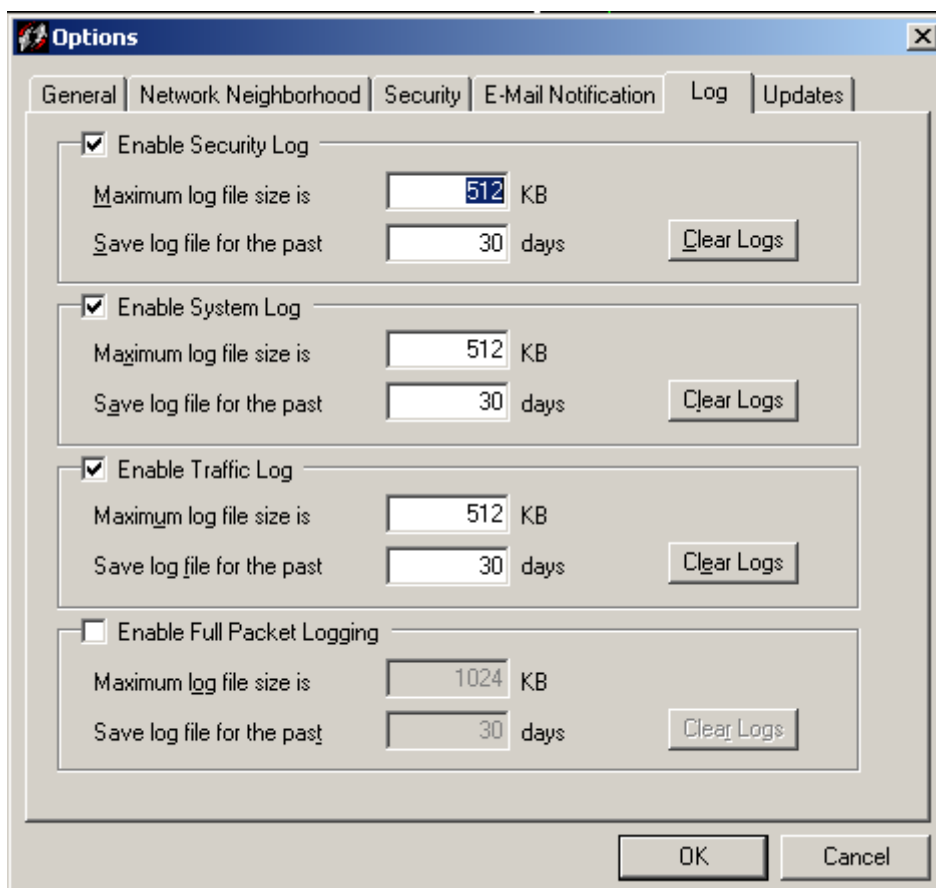 Options
General Network Neighborhood Security E-Mail Notification Log Updates
Enable Security Log
Maximum log file size is 512 KB
Save log file for the past 30 days Clear Logs
Enable System Log
Maximum log file size is 512 KB
Save log file for the past 30 days Clear Logs
Enable Traffic Log
Maximum log file size is 512 KB
Save log file for the past 30 days Clear Logs
Enable Full Packet Logging
Maximum log file size is 1024 KB
Save log file for the past 30 days Clear Logs
OK Cancel